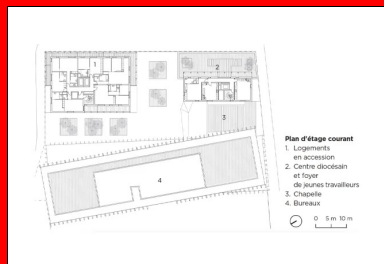 1
2
3
4
Plan d'étage courant
1. Logements
en accession
2. Centre diocésain
et foyer
de jeunes travailleurs
3. Chapelle
4. Bureaux
0 5 m 10 m